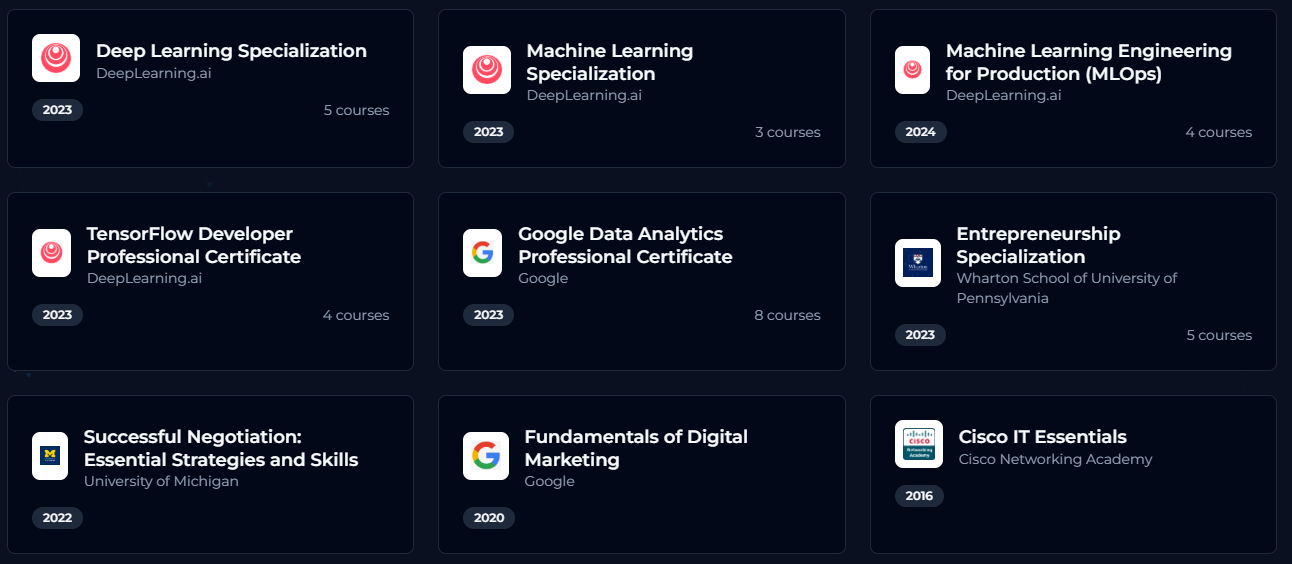 Deep Learning Specialization
DeepLearning.ai
2023
5 courses
Machine Learning
Specialization
DeepLearning.ai
2023
3 courses
Machine Learning Engineering
for Production (MLOps)
DeepLearning.ai
2024
4 courses
TensorFlow Developer
Professional Certificate
DeepLearning.ai
2023
4 courses
G
Google Data Analytics
Professional Certificate
Google
2023
8 courses
Wharton
Entrepreneurship
Specialization
Wharton School of University of
Pennsylvania
2023
5 courses
M
Successful Negotiation:
Essential Strategies and Skills
University of Michigan
2022
G
Fundamentals of Digital
Marketing
Google
2020
CISCO
Networking
Academy
Cisco IT Essentials
Cisco Networking Academy
2016